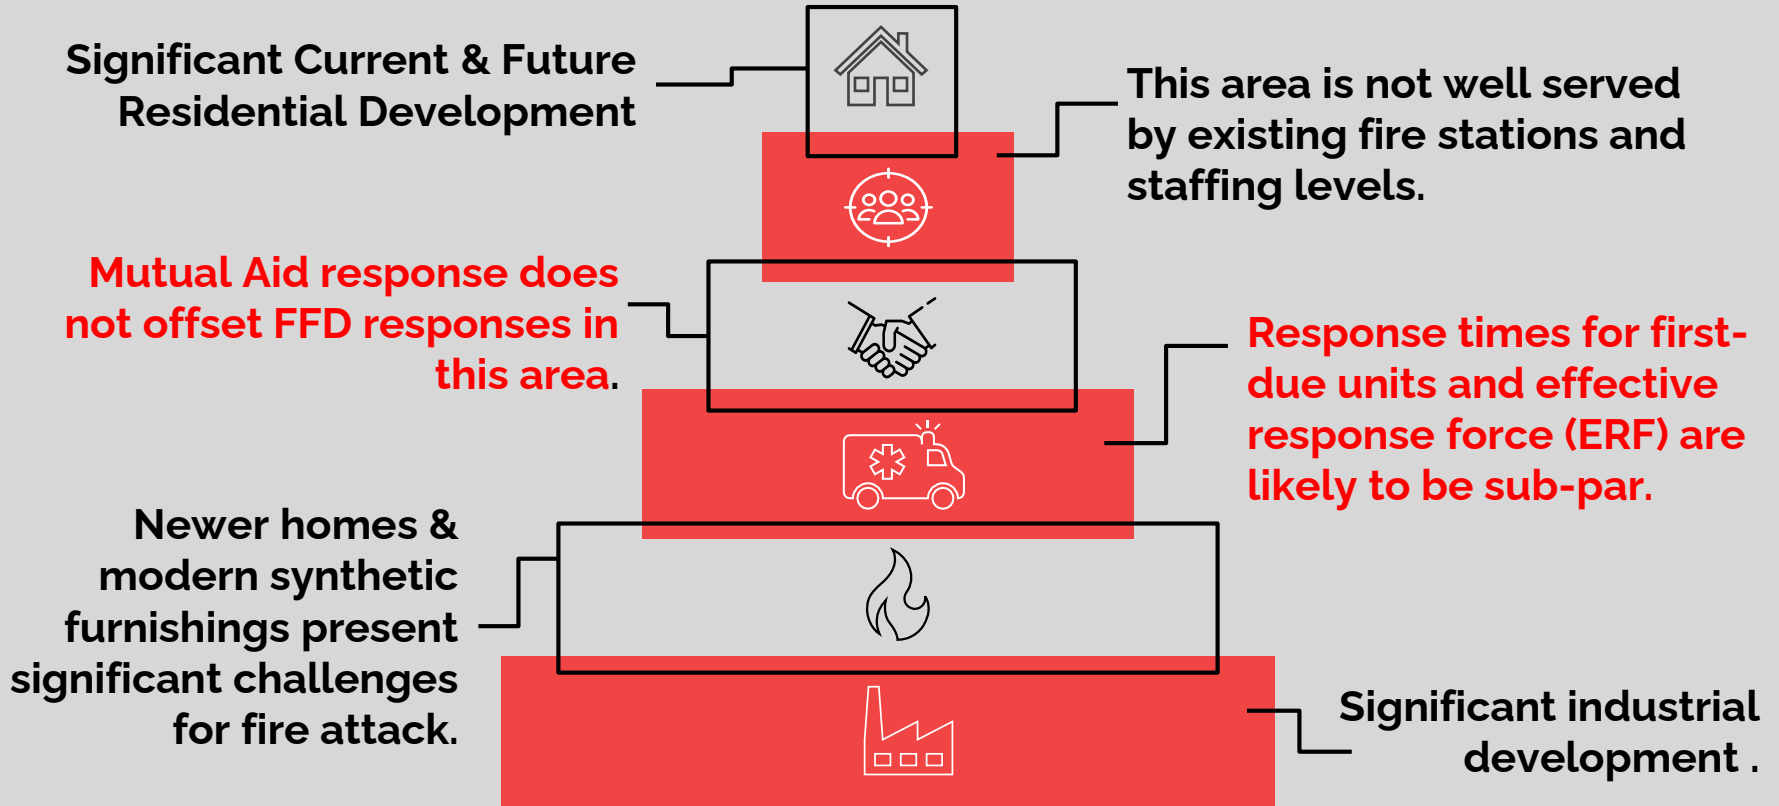 Significant Current & Future
Residential Development
This area is not well served
by existing fire stations and
staffing levels.
Mutual Aid response does
not offset FFD responses in
this area.
Response times for first-
due units and effective
response force (ERF) are
likely to be sub-par.
Newer homes &
modern synthetic
furnishings present
significant challenges
for fire attack.
Significant industrial
development .